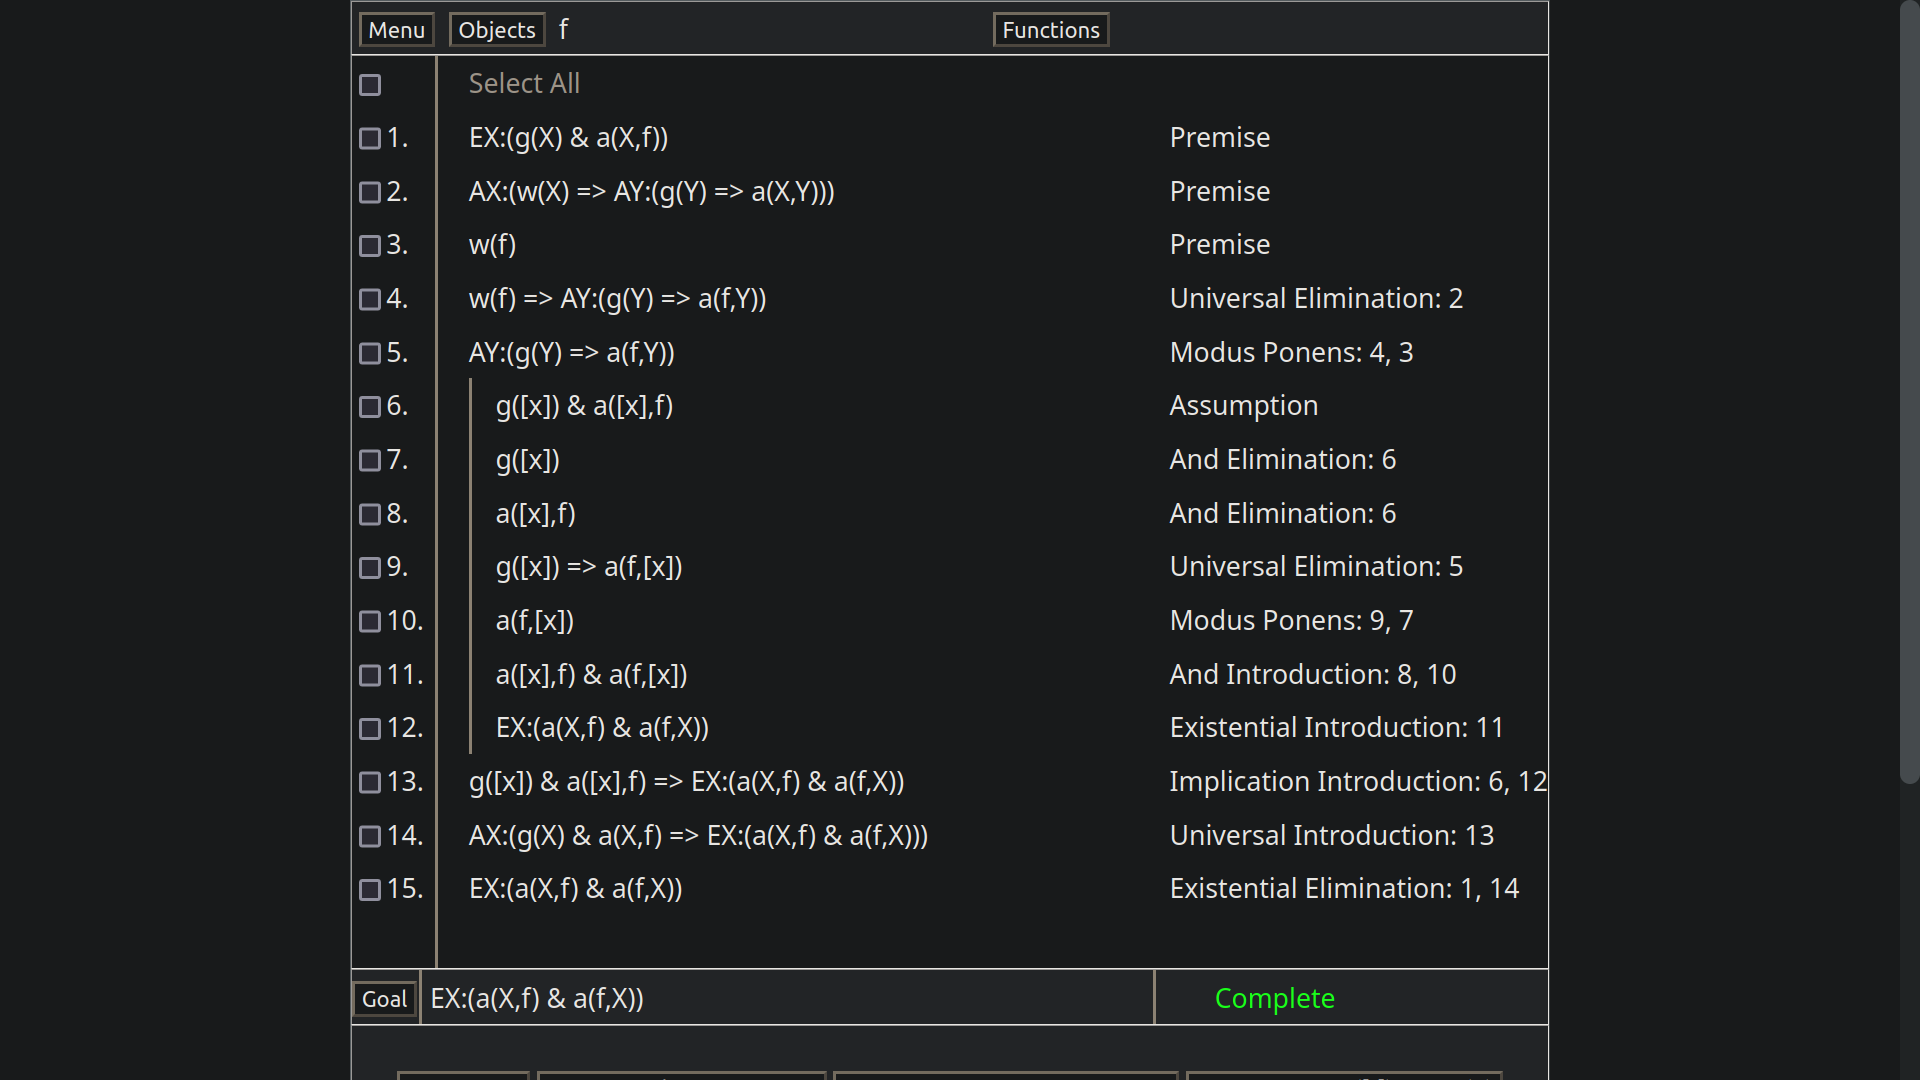 Menu Objects f Functions
Select All
1. EX:(g(X) & a(X,f)) Premise
2. AX:(w(X) => AY:(g(Y) => a(X,Y))) Premise
3. w(f) Premise
4. w(f) => AY:(g(Y) => a(f,Y)) Universal Elimination: 2
5. AY:(g(Y) => a(f,Y)) Modus Ponens: 4, 3
6. g([x]) & a([x],f) Assumption
7. g([x]) And Elimination: 6
8. a([x],f) And Elimination: 6
9. g([x]) => a(f,[x]) Universal Elimination: 5
10. a(f,[x]) Modus Ponens: 9, 7
11. a([x],f) & a(f,[x]) And Introduction: 8, 10
12. EX:(a(X,f) & a(f,X)) Existential Introduction: 11
13. g([x]) & a([x],f) => EX:(a(X,f) & a(f,X)) Implication Introduction: 6, 12
14. AX:(g(X) & a(X,f) => EX:(a(X,f) & a(f,X))) Universal Introduction: 13
15. EX:(a(X,f) & a(f,X)) Existential Elimination: 1, 14
Goal EX:(a(X,f) & a(f,X)) Complete